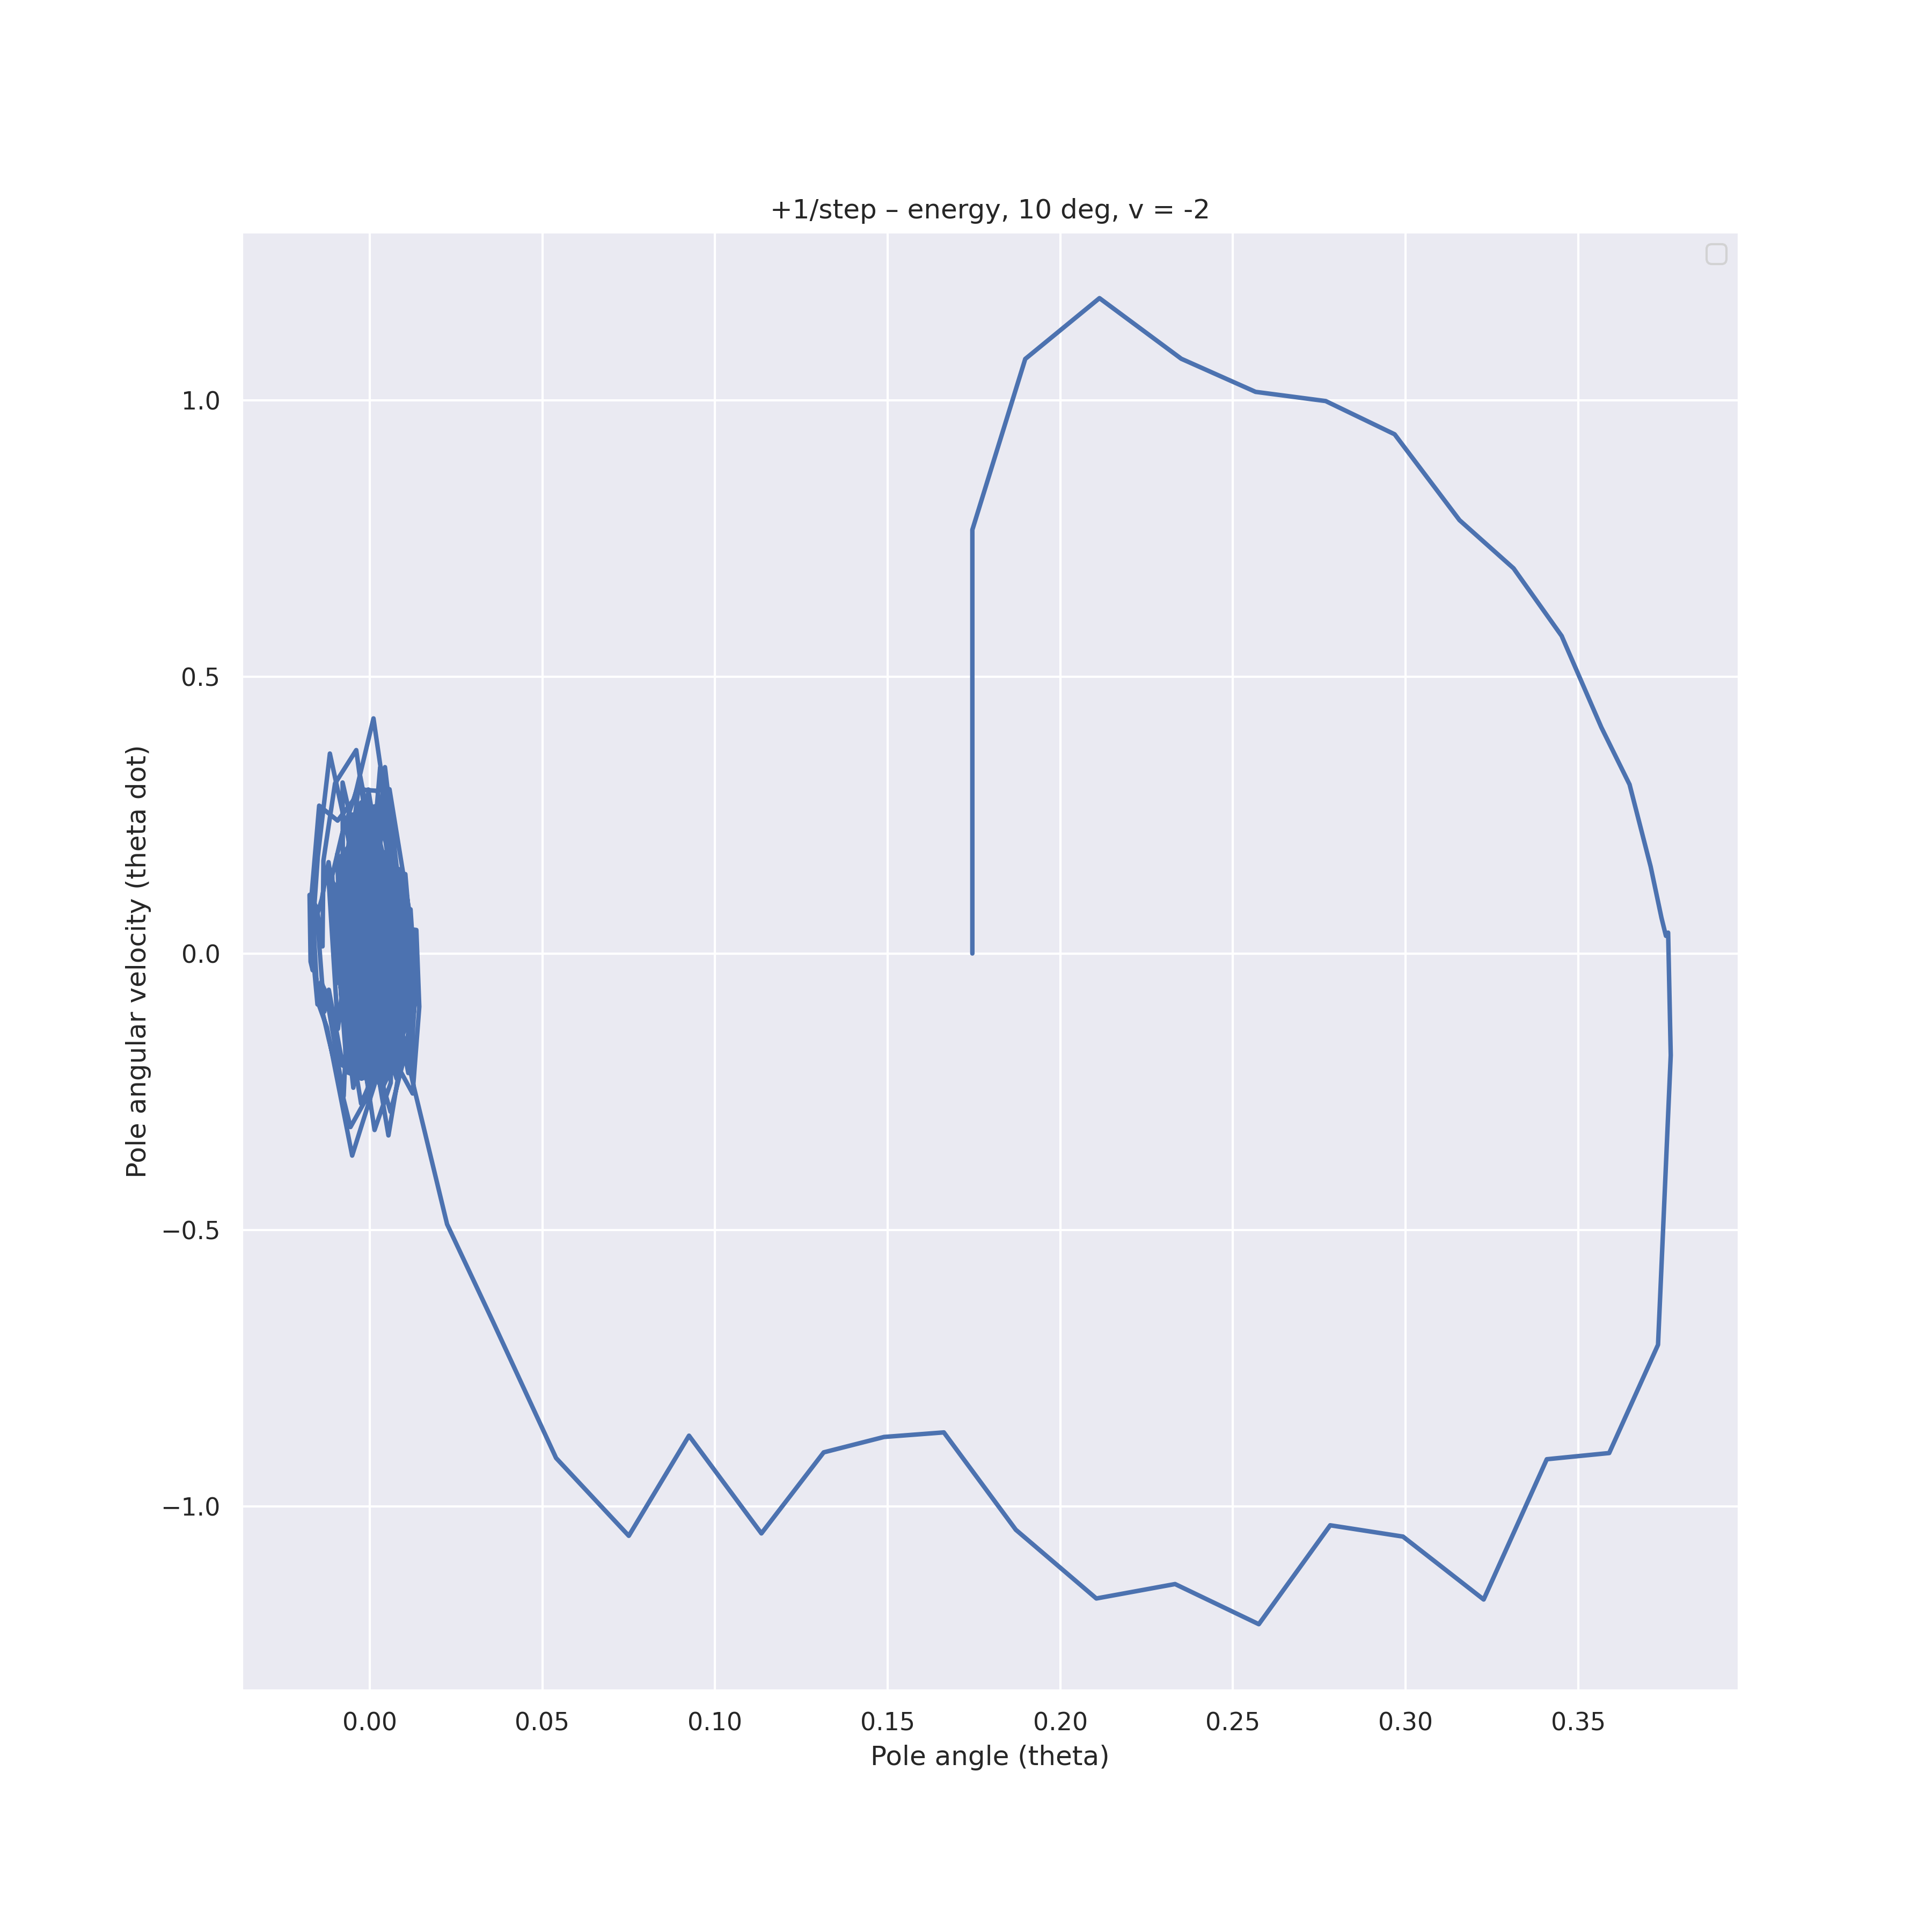 +1/step – energy, 10 deg, v = -2
1.0
0.5
0.0
−0.5
−1.0
Pole angular velocity (theta dot)
0.00 0.05 0.10 0.15 0.20 0.25 0.30 0.35
Pole angle (theta)